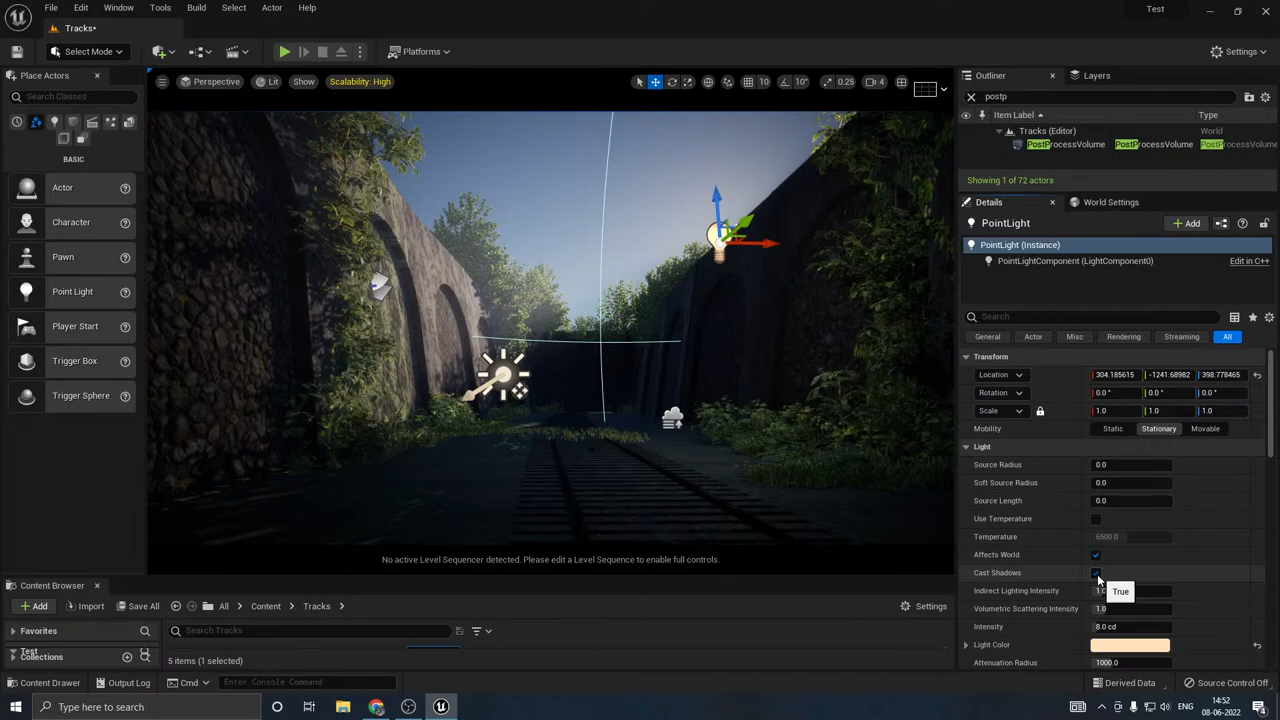 File Edit Window Tools Build Select Actor Help Test
Tracks*
Select Mode Platforms Settings
Place Actors
Search Classes
BASIC
Actor
Character
Pawn
Point Light
Player Start
Trigger Box
Trigger Sphere
Perspective Lit Show Scalability: High 10 10° 0.25 4
No active Level Sequencer detected. Please edit a Level Sequence to enable full controls.
Outliner Layers
postp
Item Label Type
Tracks (Editor) World
PostProcessVolume PostProcessVolume PostProcessVolume
Showing 1 of 72 actors
Details World Settings
PointLight Add
PointLight (Instance)
PointLightComponent (LightComponent0) Edit in C++
Search
General Actor Misc Rendering Streaming All
Transform
Location 304.185615 -1241.68982 398.778465
Rotation 0.0 ° 0.0 ° 0.0 °
Scale 1.0 1.0 1.0
Mobility Static Stationary Movable
Light
Source Radius 0.0
Soft Source Radius 0.0
Source Length 0.0
Use Temperature
Temperature 6500.0
Affects World
Cast Shadows
True
Indirect Lighting Intensity
Volumetric Scattering Intensity 1.0
Intensity 8.0 cd
Light Color
Attenuation Radius 1000.0
Content Browser
Add Import Save All All Content Tracks Settings
Favorites Search Tracks
Test
Collections 5 items (1 selected)
Content Drawer Output Log Cmd Enter Console Command Derived Data Source Control Off
Type here to search 14:52
08-06-2022
4